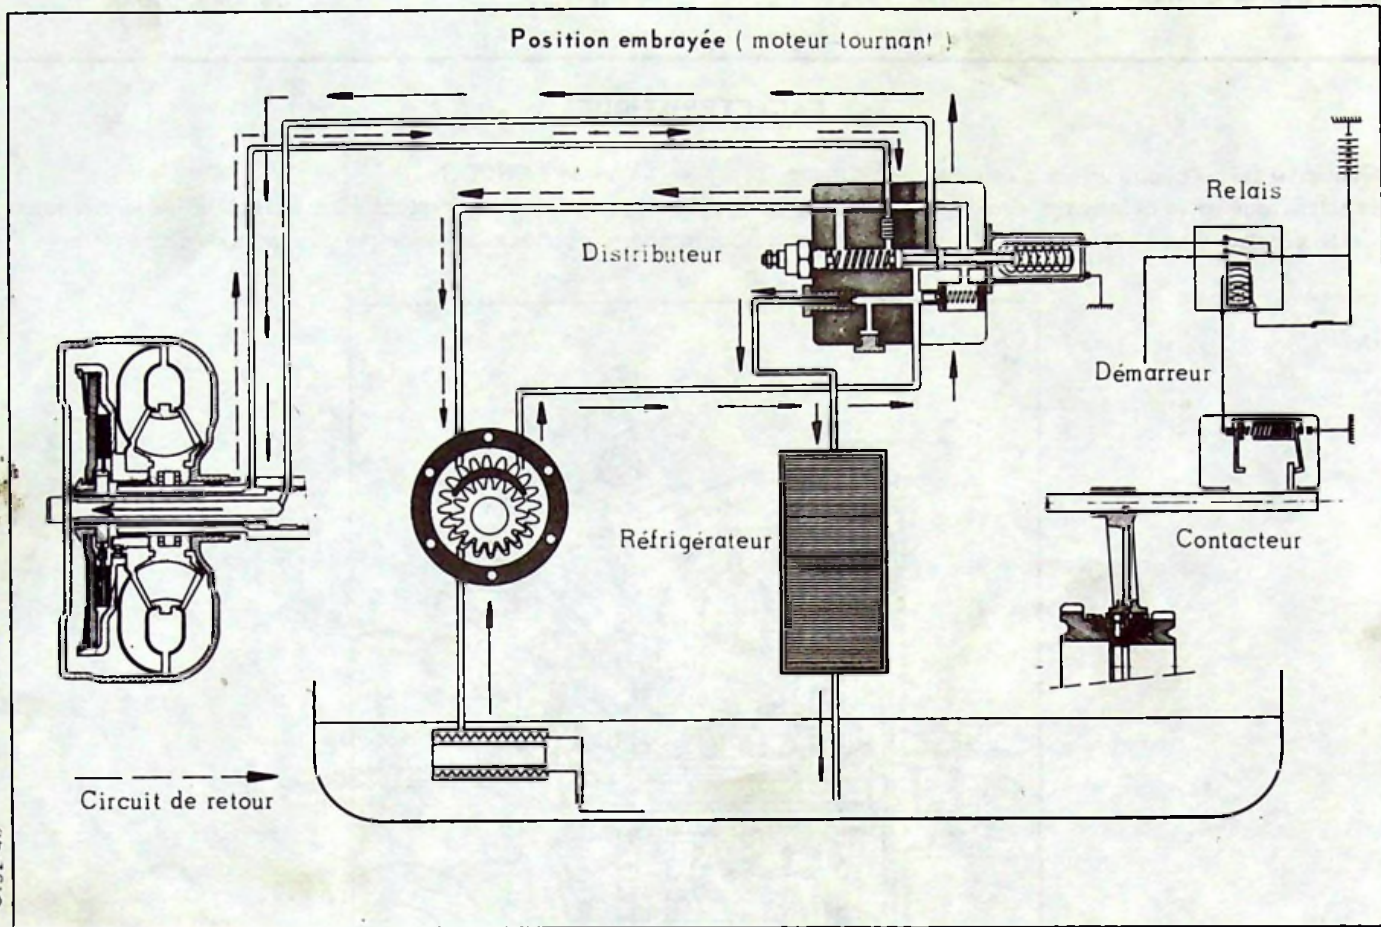 Position embrayée ( moteur tournant )
Relais
Distributeur
Démarreur
Réfrigérateur
Contacteur
Circuit de retour